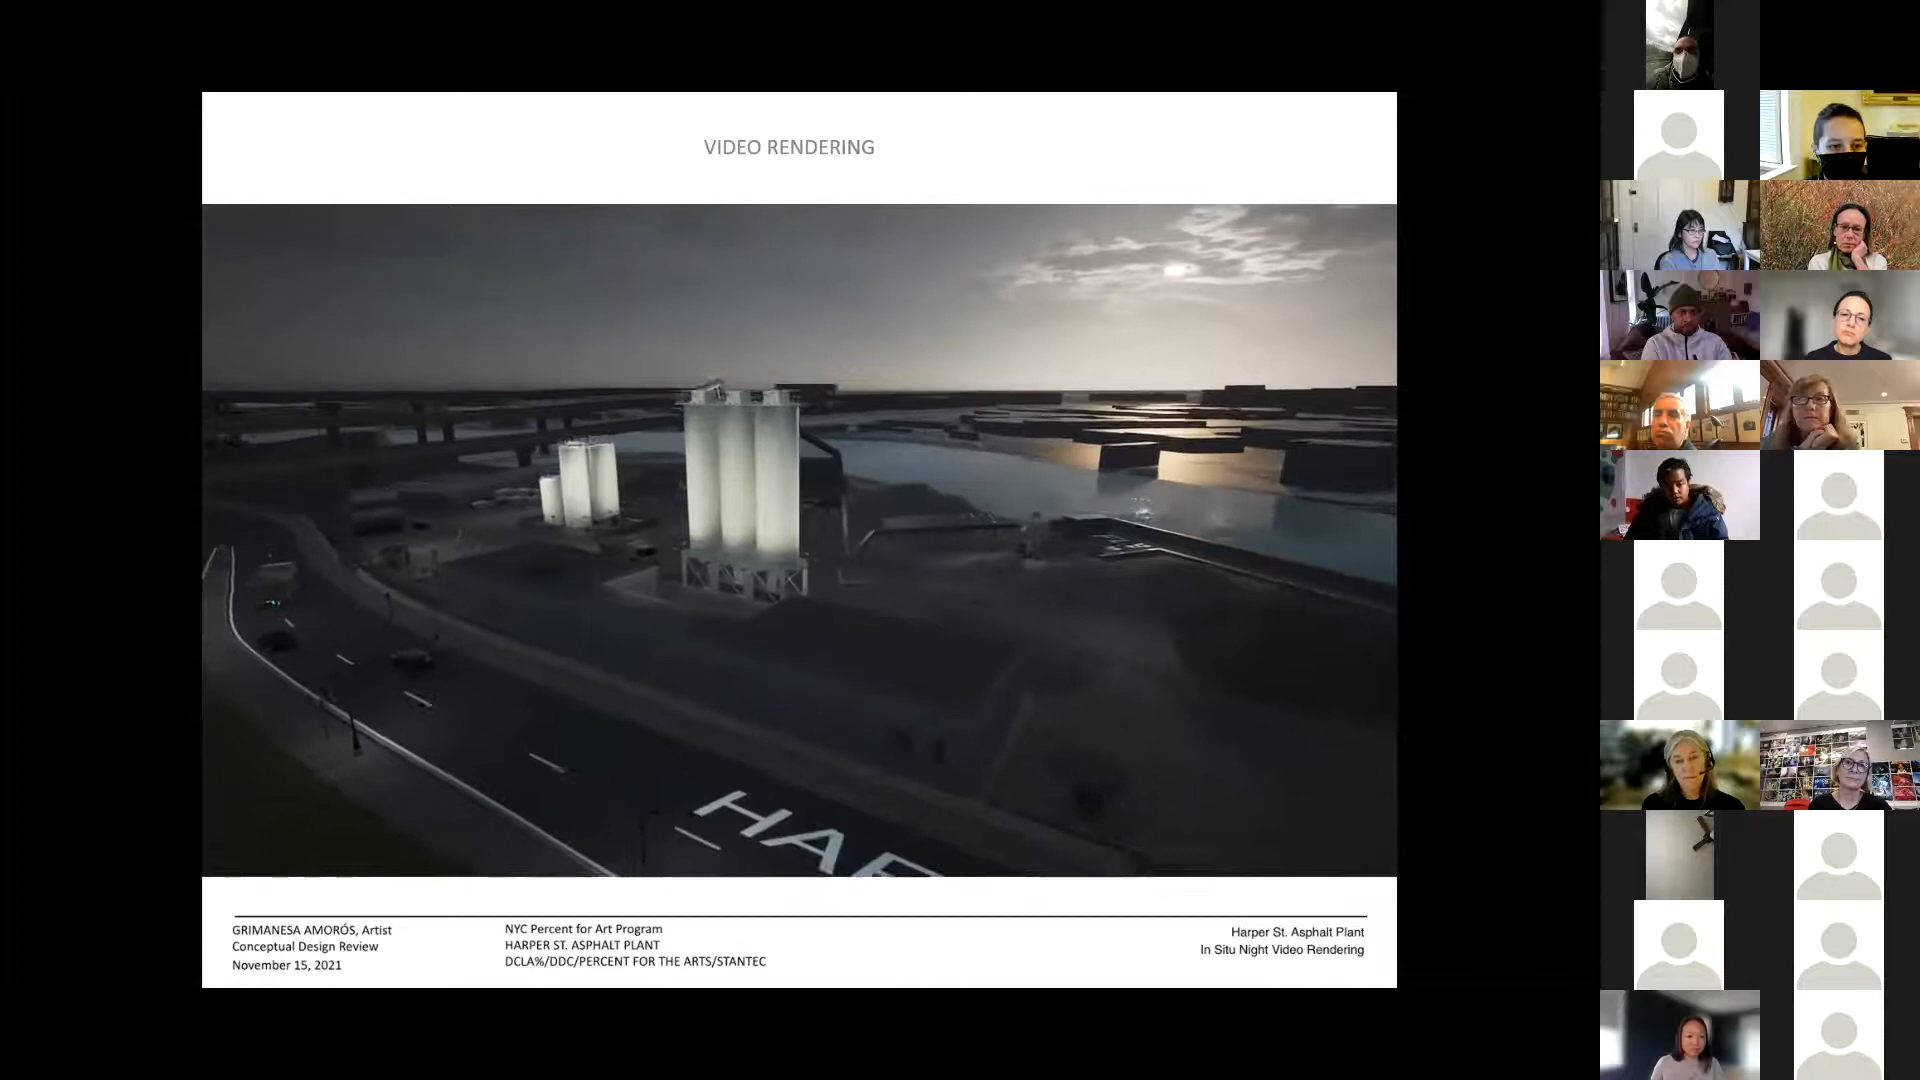 VIDEO RENDERING
HAF
GRIMANESA AMORÓS, Artist
Conceptual Design Review
November 15, 2021
NYC Percent for Art Program
HARPER ST. ASPHALT PLANT
DCLA%/DDC/PERCENT FOR THE ARTS/STANTEC
Harper St. Asphalt Plant
In Situ Night Video Rendering